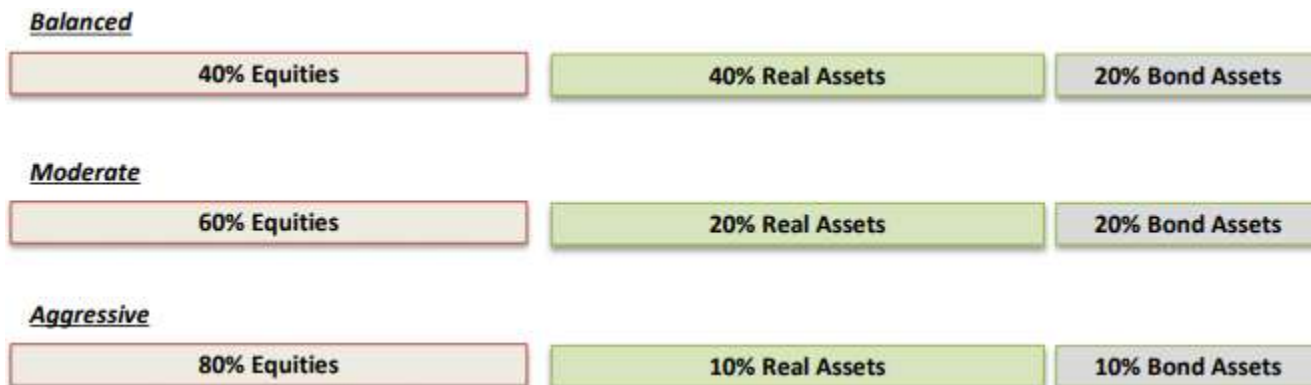 Balanced
40% Equities 40% Real Assets 20% Bond Assets
Moderate
60% Equities 20% Real Assets 20% Bond Assets
Aggressive
80% Equities 10% Real Assets 10% Bond Assets